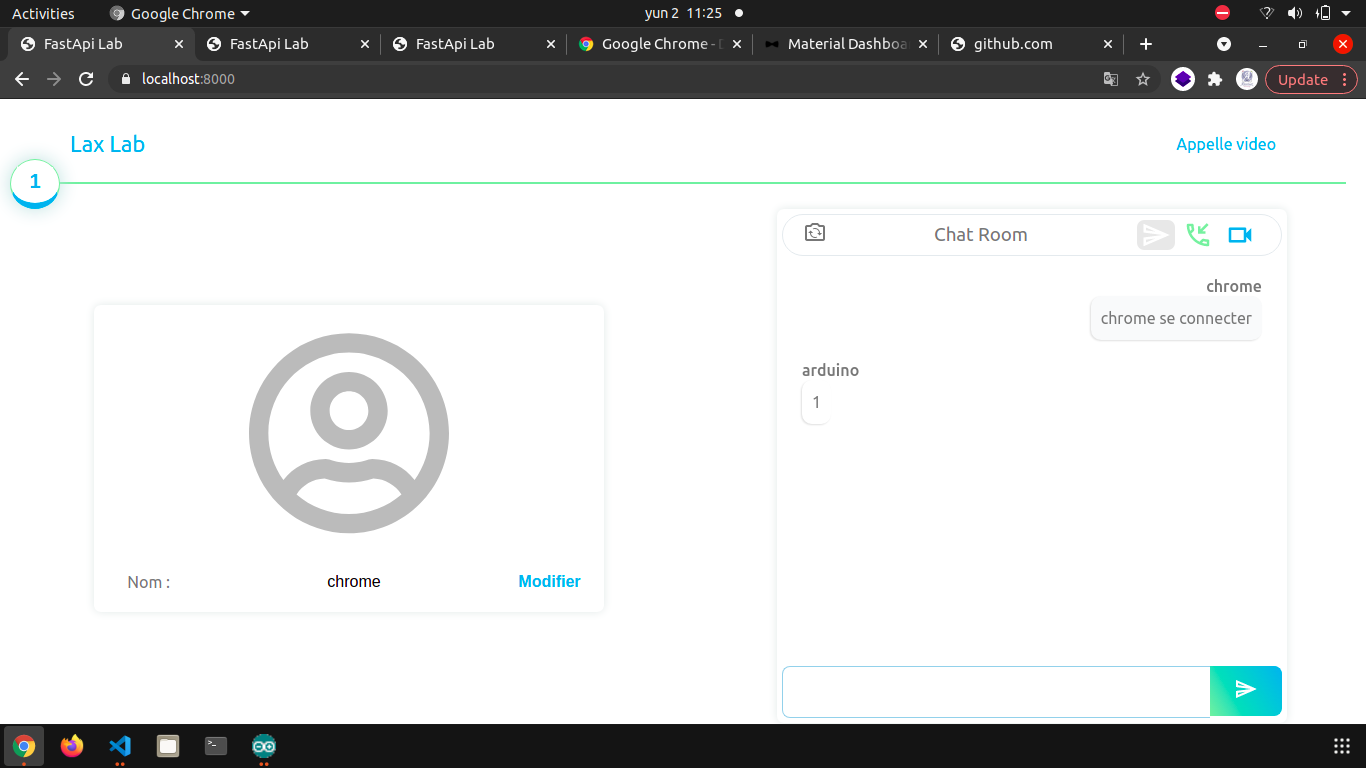 Activities
Google Chrome
yun 2 11:25
FastApi Lab
FastApi Lab
FastApi Lab
Google Chrome - D
Material Dashboa
github.com
localhost:8000
Update
Lax Lab
Appelle video
1
Chat Room
chrome
chrome se connecter
arduino
1
Nom :
chrome
Modifier